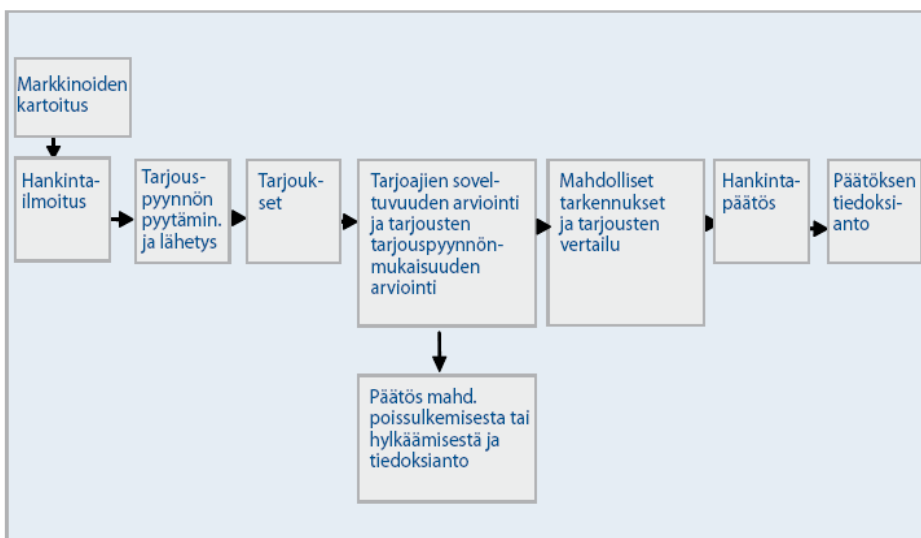 Markkinoiden
kartoitus
Hankinta-
ilmoitus
Tarjous-
pyynnön
pyytämin.
ja lähetys
Tarjouk-
set
Tarjoajien sovel-
tuvuuden arviointi
ja tarjousten
tarjouspyynnön-
mukaisuuden
arviointi
Mahdolliset
tarkennukset
ja tarjousten
vertailu
Hankinta-
päätös
Päätöksen
tiedoksi-
anto
Päätös mahd.
poissulkemisesta tai
hylkäämisestä ja
tiedoksianto